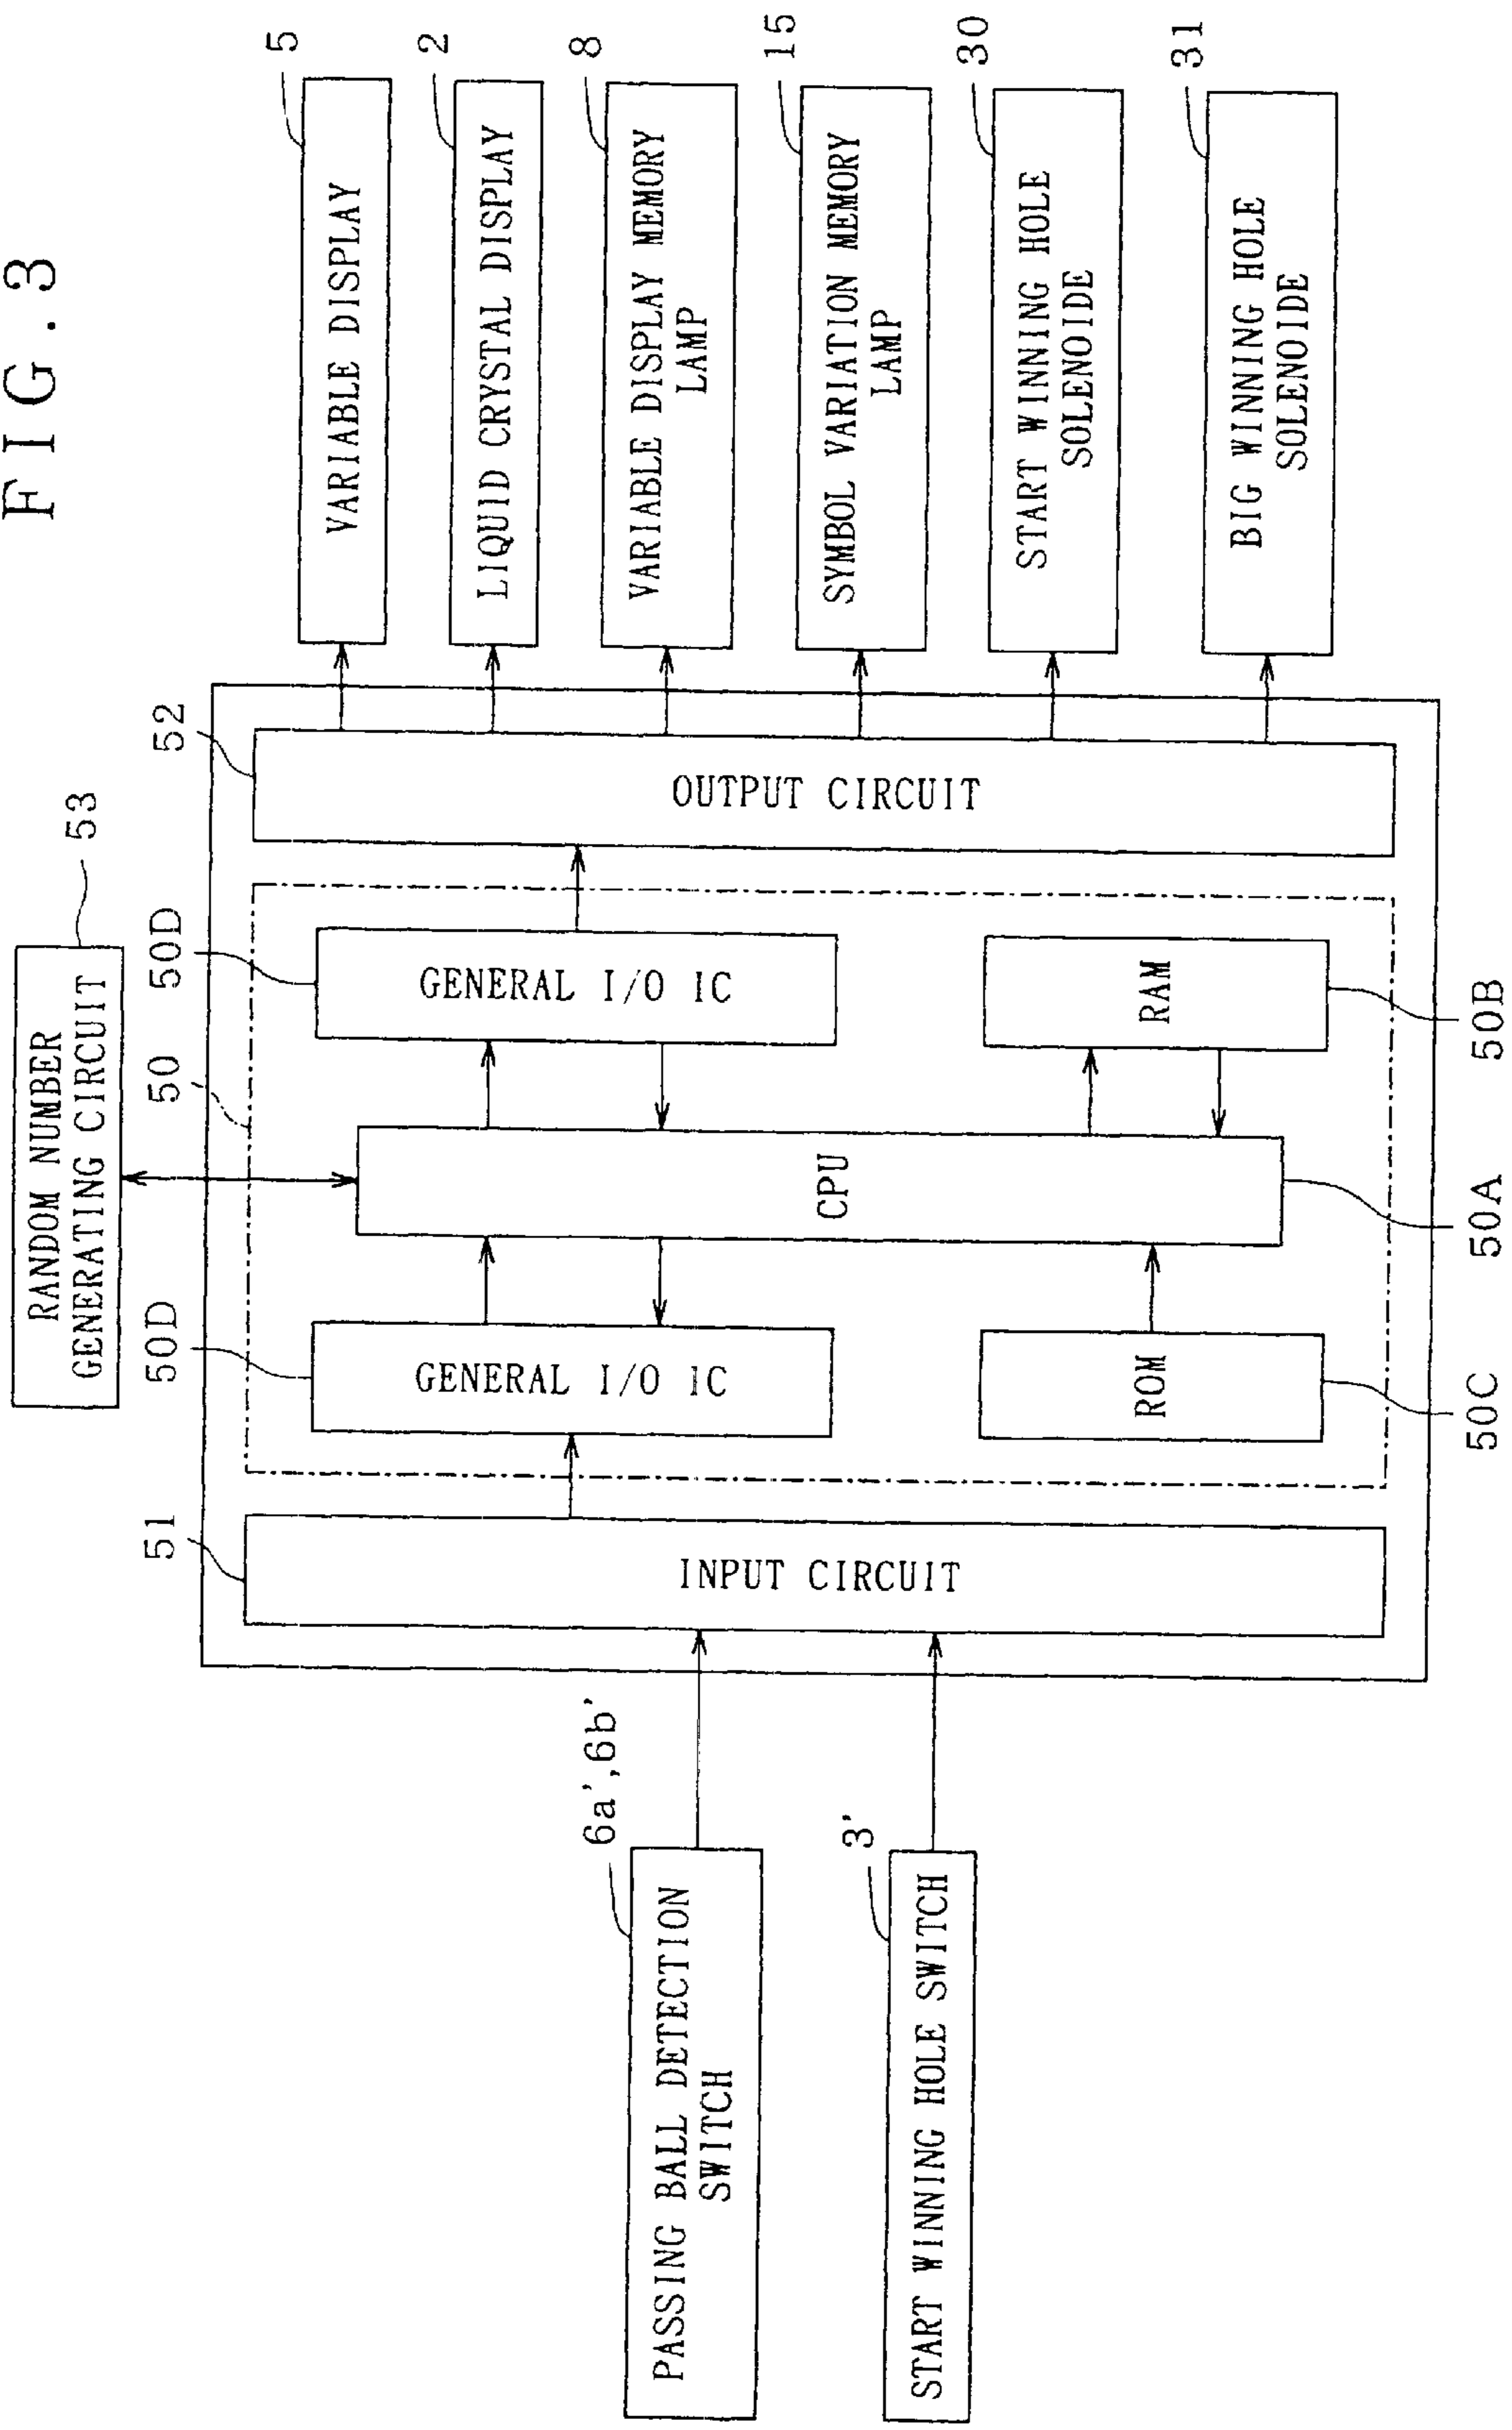 FIG.3
RANDOM NUMBER
GENERATING CIRCUIT
53
51
50D
50
50D
52
5
VARIABLE DISPLAY
2
LIQUID CRYSTAL DISPLAY
8
VARIABLE DISPLAY MEMORY
LAMP
15
SYMBOL VARIATION MEMORY
LAMP
30
START WINNING HOLE
SOLENOIDE
31
BIG WINNING HOLE
SOLENOIDE
6a',6b'
PASSING BALL DETECTION
SWITCH
3'
START WINNING HOLE SWITCH
INPUT CIRCUIT
GENERAL I/O IC
GENERAL I/O IC
CPU
ROM
RAM
OUTPUT CIRCUIT
50C
50A
50B